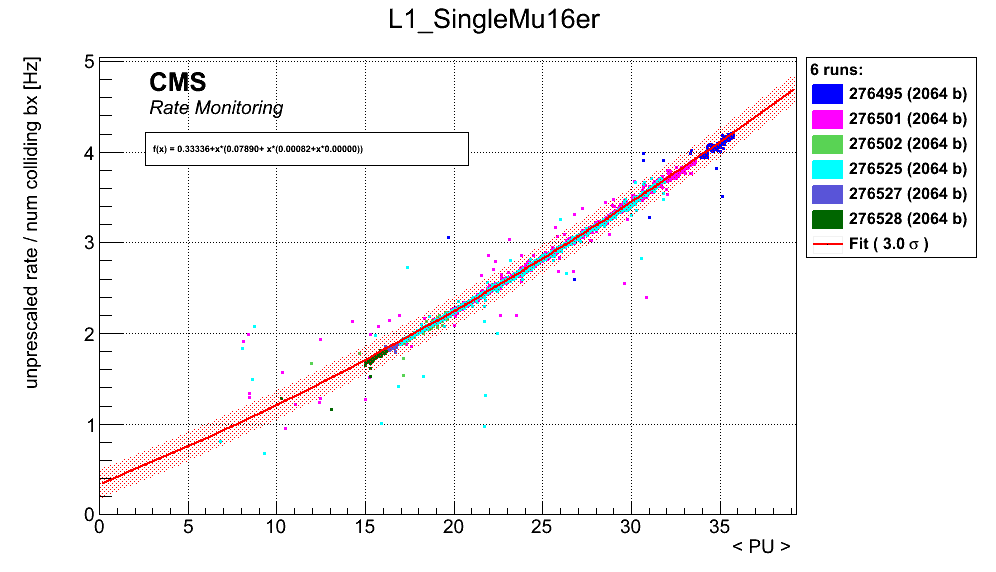 L1_SingleMu16er
unprescaled rate / num colliding bx [Hz]
5
4
3
2
1
0
CMS
Rate Monitoring
f(x) = 0.33336+x*(0.07890+ x*(0.00082+x*0.00000))
0 5 10 15 20 25 30 35
< PU >
6 runs:
276495 (2064 b)
276501 (2064 b)
276502 (2064 b)
276525 (2064 b)
276527 (2064 b)
276528 (2064 b)
Fit ( 3.0 σ )